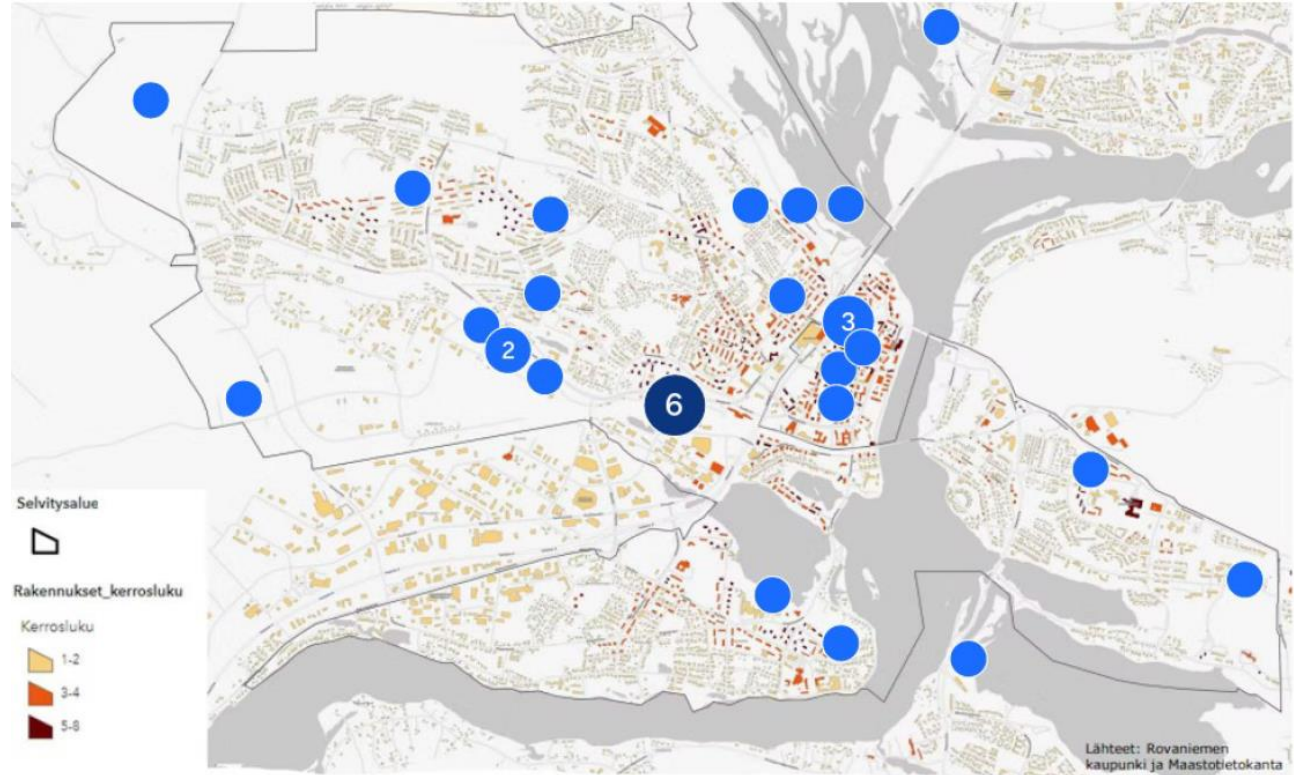 3
2
6
Selvitysalue
Rakennukset_kerrosluku
Kerrosluku
1-2
3-4
5-8
Lähteet: Rovaniemen
kaupunki ja Maastotietokanta